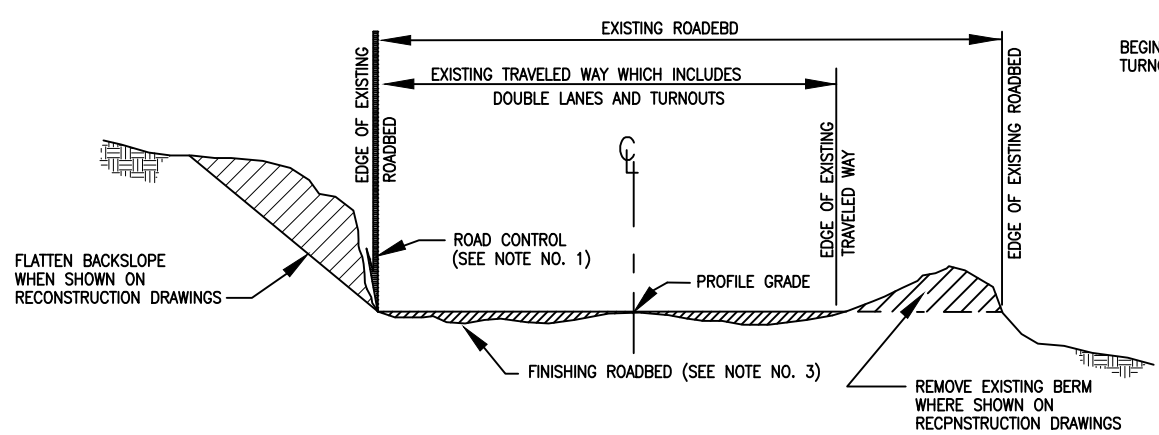 EXISTING ROADEBD
EXISTING TRAVELED WAY WHICH INCLUDES
DOUBLE LANES AND TURNOUTS
EDGE OF EXISTING
ROADBED
℄
EDGE OF EXISTING
TRAVELED WAY
EDGE OF EXISTING ROADBED
BEGIN
FLATTEN BACKSLOPE
WHEN SHOWN ON
RECONSTRUCTION DRAWINGS
ROAD CONTROL
(SEE NOTE NO. 1)
PROFILE GRADE
FINISHING ROADBED (SEE NOTE NO. 3)
REMOVE EXISTING BERM
WHERE SHOWN ON
RECPNSTRUCTION DRAWINGS